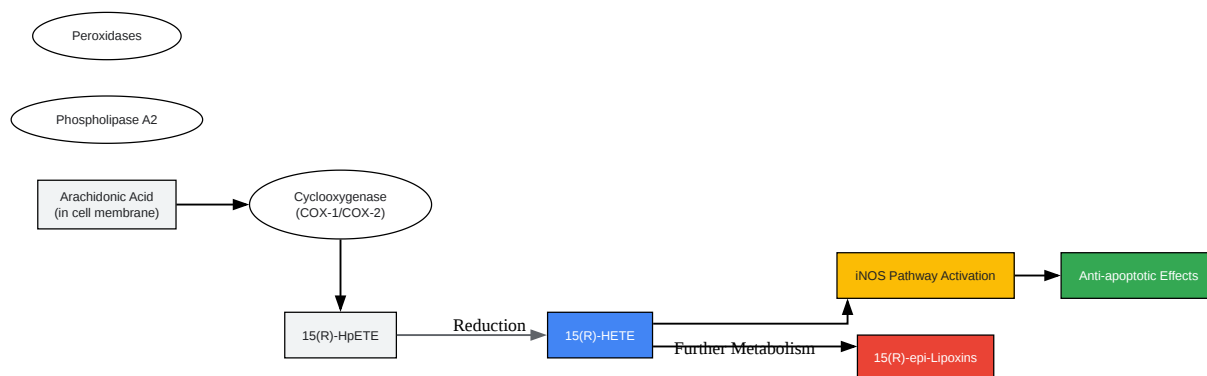 Peroxidases
Phospholipase A2
Arachidonic Acid
(in cell membrane)
Cyclooxygenase
(COX-1/COX-2)
iNOS Pathway Activation
Anti-apoptotic Effects
15(R)-HpETE
Reduction
15(R)-HETE
Further Metabolism
15(R)-epi-Lipoxins